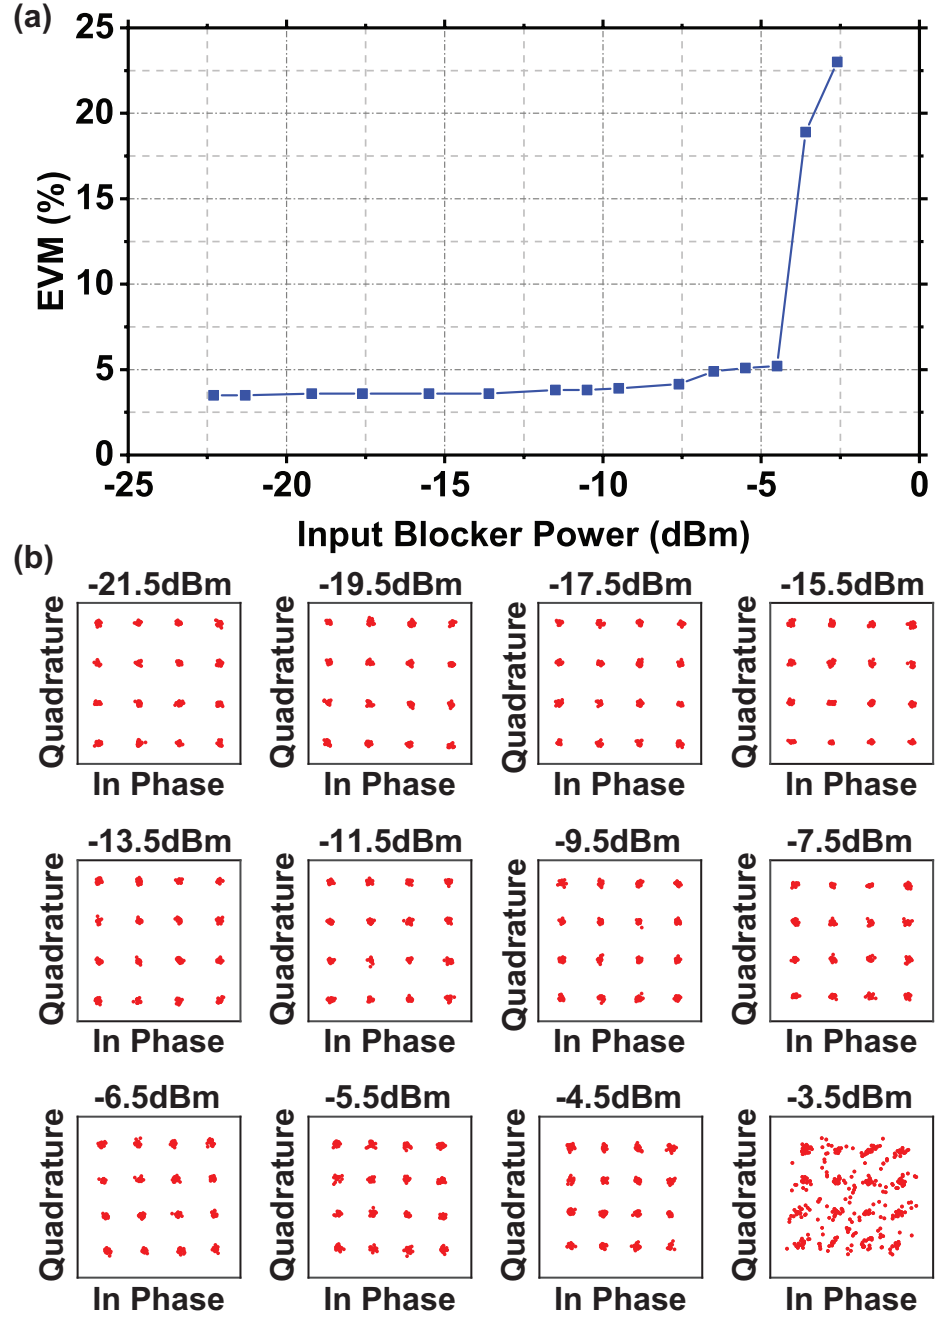 (a)
25
20
15
10
5
0
EVM (%)
-25 -20 -15 -10 -5 0
Input Blocker Power (dBm)
(b)
-21.5dBm -19.5dBm -17.5dBm -15.5dBm
Quadrature Quadrature Quadrature Quadrature
In Phase In Phase In Phase In Phase
-13.5dBm -11.5dBm -9.5dBm -7.5dBm
Quadrature Quadrature Quadrature Quadrature
In Phase In Phase In Phase In Phase
-6.5dBm -5.5dBm -4.5dBm -3.5dBm
Quadrature Quadrature Quadrature Quadrature
In Phase In Phase In Phase In Phase